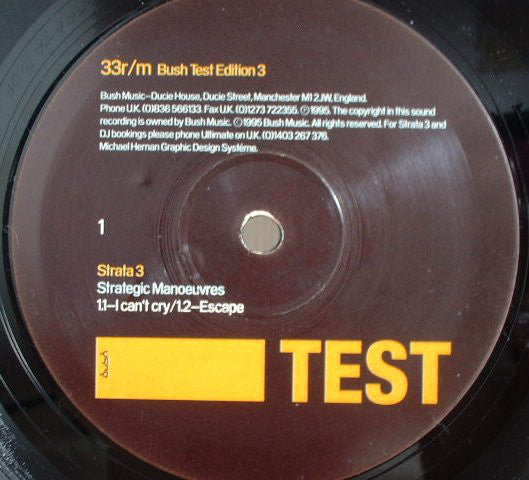 33r/m Bush Test Edition 3
Bush Music-Ducie House, Ducie Street, Manchester M1 2JW, England.
Phone U.K. (0)836 566133. Fax U.K. (0)1273 722355. ℗1995. The copyright in this sound
recording is owned by Bush Music. ©1995 Bush Music. All rights reserved. For Strata 3 and
DJ bookings please phone Ultimate on U.K. (0)1403 267 376.
Michael Hernan Graphic Design Systéme.
1
Strata 3
Strategic Manoeuvres
1.1–I can't cry/1.2–Escape
bush
TEST